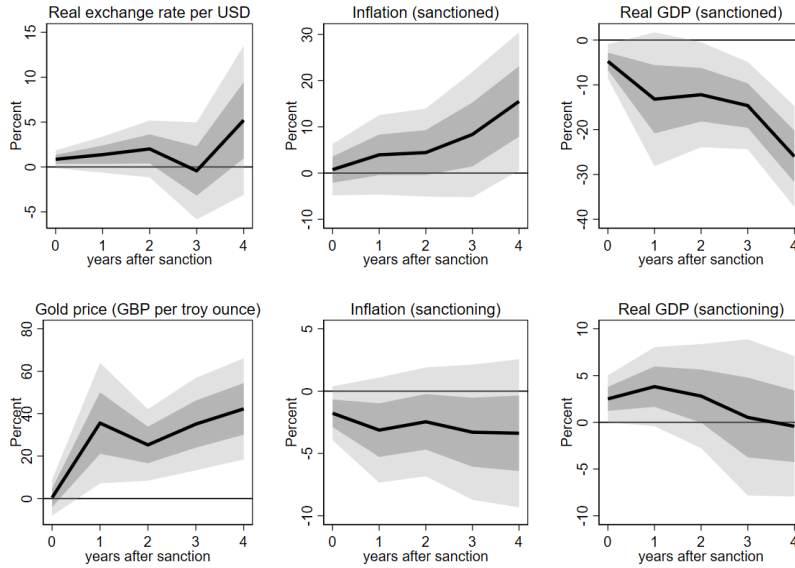 Real exchange rate per USD
Percent
15
10
5
0
-5
0 1 2 3 4
years after sanction
Inflation (sanctioned)
Percent
30
20
10
0
-10
0 1 2 3 4
years after sanction
Real GDP (sanctioned)
Percent
0
-10
-20
-30
-40
0 1 2 3 4
years after sanction
Gold price (GBP per troy ounce)
Percent
80
60
40
20
0
0 1 2 3 4
years after sanction
Inflation (sanctioning)
Percent
5
0
-5
-10
0 1 2 3 4
years after sanction
Real GDP (sanctioning)
Percent
10
5
0
-5
-10
0 1 2 3 4
years after sanction